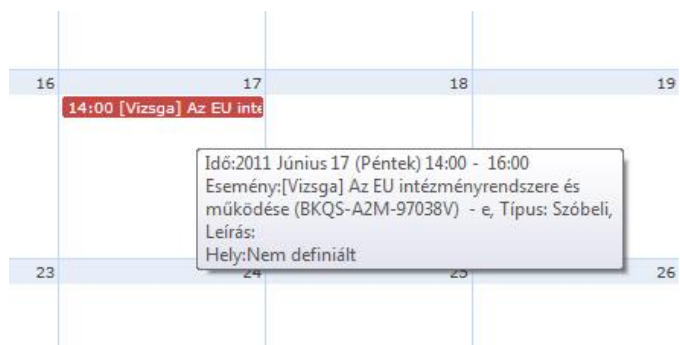 16 17 18 19
14:00 [Vizsga] Az EU inté
Idő:2011 Június 17 (Péntek) 14:00 - 16:00
Esemény:[Vizsga] Az EU intézményrendszere és
működése (BKQS-A2M-97038V) - e, Típus: Szóbeli,
Leírás:
Hely:Nem definiált
23 24 25 26